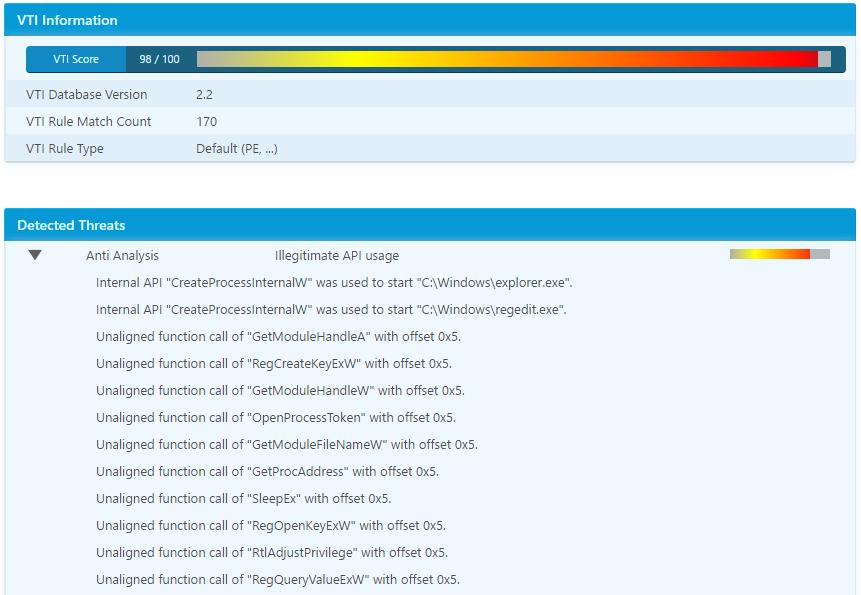 VTI Information
VTI Score 98 / 100
VTI Database Version 2.2
VTI Rule Match Count 170
VTI Rule Type Default (PE, ...)
Detected Threats
Anti Analysis Illegitimate API usage
Internal API "CreateProcessInternalW" was used to start "C:\Windows\explorer.exe".
Internal API "CreateProcessInternalW" was used to start "C:\Windows\regedit.exe".
Unaligned function call of "GetModuleHandleA" with offset 0x5.
Unaligned function call of "RegCreateKeyExW" with offset 0x5.
Unaligned function call of "GetModuleHandleW" with offset 0x5.
Unaligned function call of "OpenProcessToken" with offset 0x5.
Unaligned function call of "GetModuleFileNameW" with offset 0x5.
Unaligned function call of "GetProcAddress" with offset 0x5.
Unaligned function call of "SleepEx" with offset 0x5.
Unaligned function call of "RegOpenKeyExW" with offset 0x5.
Unaligned function call of "RtlAdjustPrivilege" with offset 0x5.
Unaligned function call of "RegQueryValueExW" with offset 0x5.